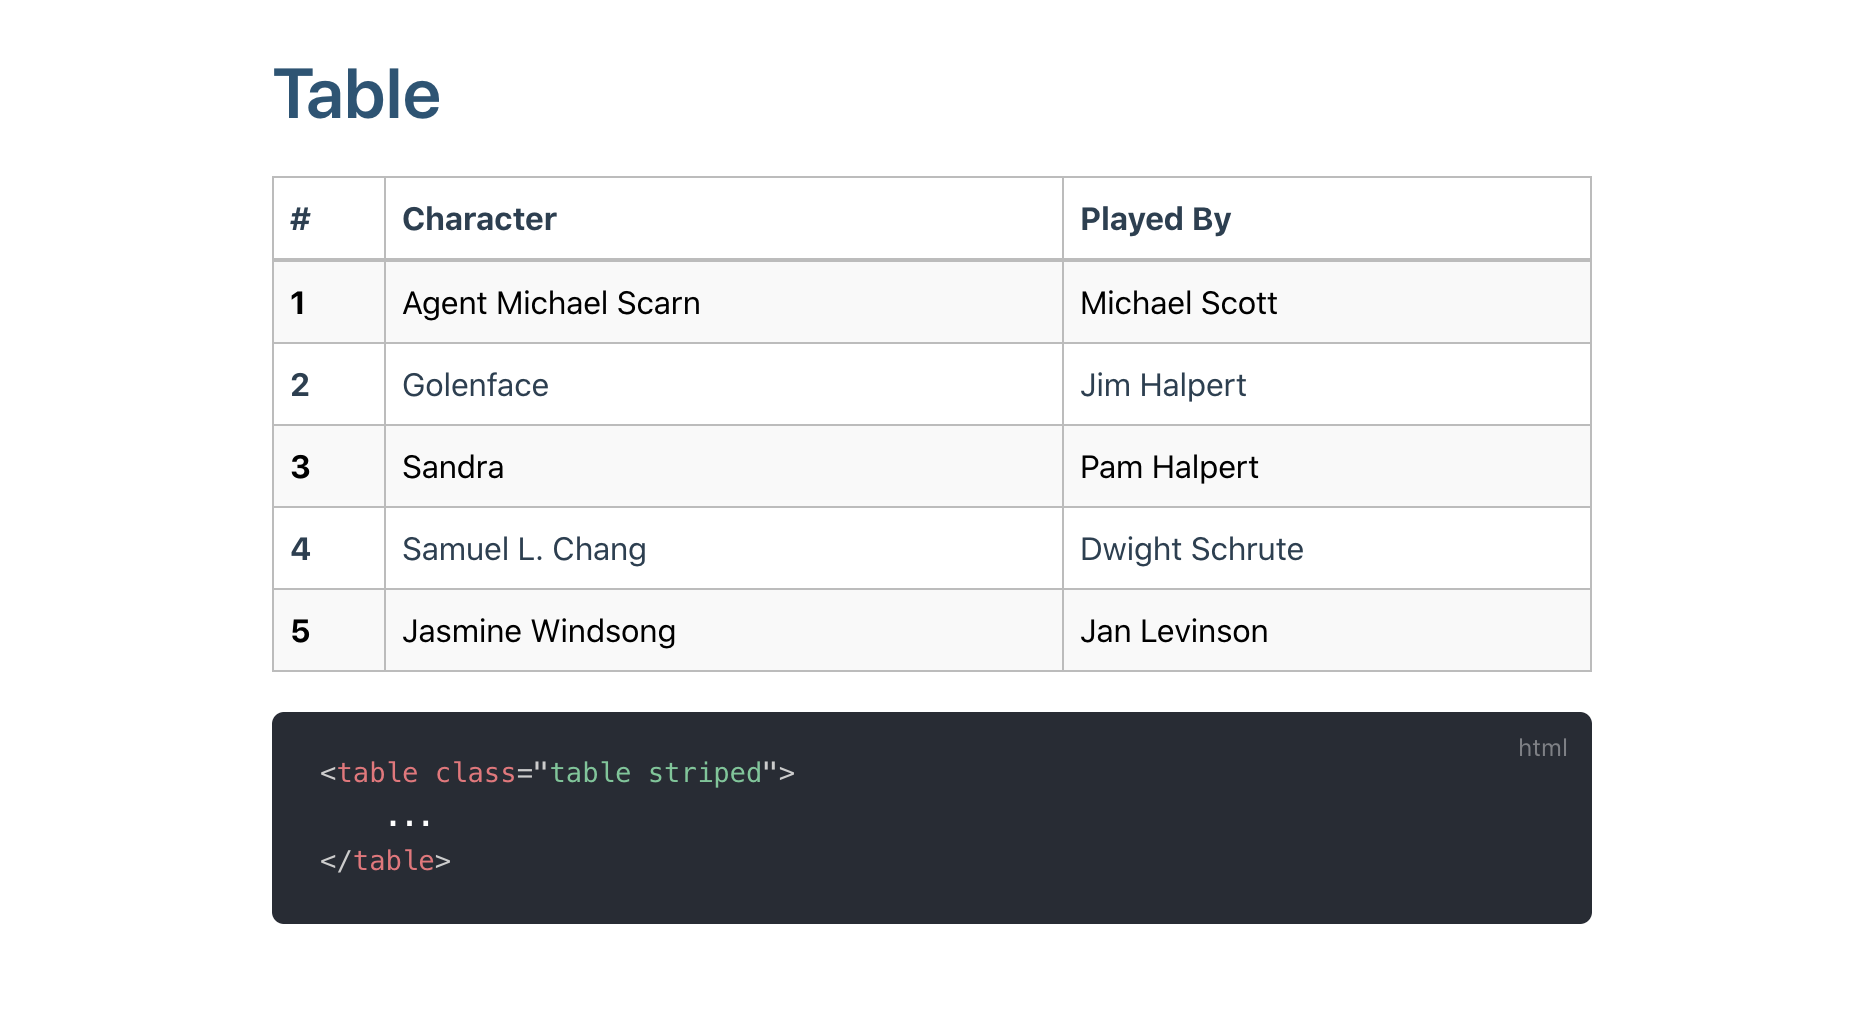 Table
# Character Played By
1 Agent Michael Scarn Michael Scott
2 Golenface Jim Halpert
3 Sandra Pam Halpert
4 Samuel L. Chang Dwight Schrute
5 Jasmine Windsong Jan Levinson
html
<table class="table striped">
    ...
</table>